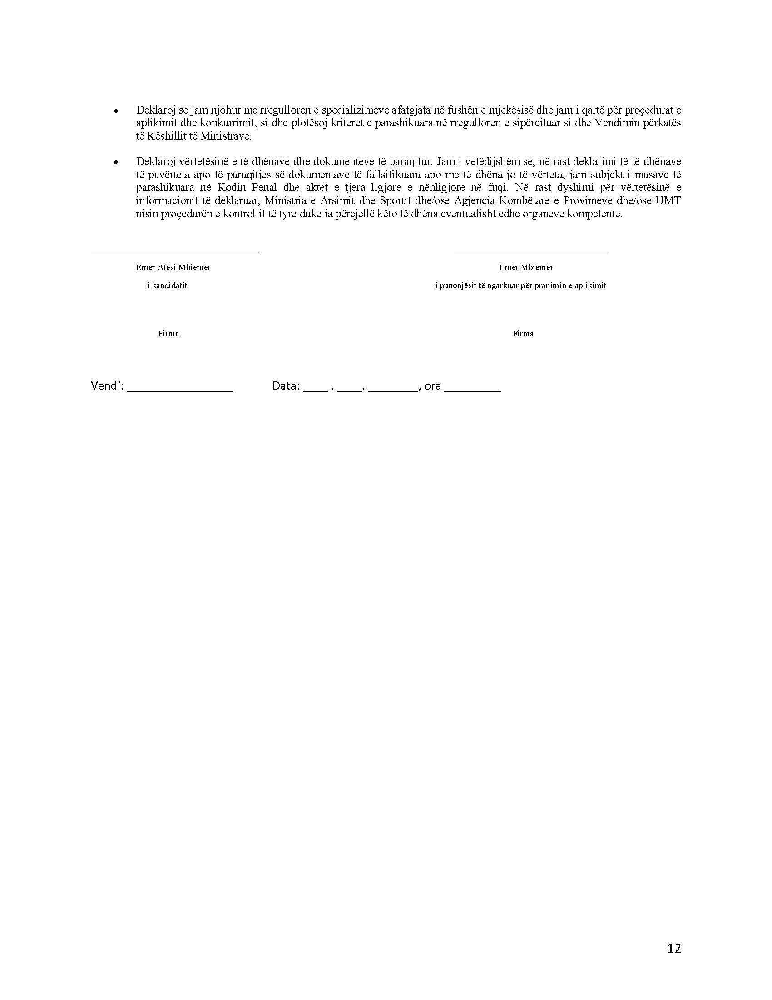 • Deklaroj se jam njohur me rregulloren e specializimeve afatgjata në fushën e mjekësisë dhe jam i qartë për proçedurat e
aplikimit dhe konkurrimit, si dhe plotësoj kriteret e parashikuara në rregulloren e sipërcituar si dhe Vendimin përkatës
të Këshillit të Ministrave.
• Deklaroj vërtetësinë e të dhënave dhe dokumenteve të paraqitur. Jam i vetëdijshëm se, në rast deklarimi të të dhënave
të pavërteta apo të paraqitjes së dokumentave të fallsifikuara apo me të dhëna jo të vërteta, jam subjekt i masave të
parashikuara në Kodin Penal dhe aktet e tjera ligjore e nënligjore në fuqi. Në rast dyshimi për vërtetësinë e
informacionit të deklaruar, Ministria e Arsimit dhe Sportit dhe/ose Agjencia Kombëtare e Provimeve dhe/ose UMT
nisin proçedurën e kontrollit të tyre duke ia përcjellë këto të dhëna eventualisht edhe organeve kompetente.
Emër Atësi Mbiemër Emër Mbiemër
i kandidatit i punonjësit të ngarkuar për pranimin e aplikimit
Firma Firma
Vendi: _________________ Data: ____ . ____. ________, ora _________
12